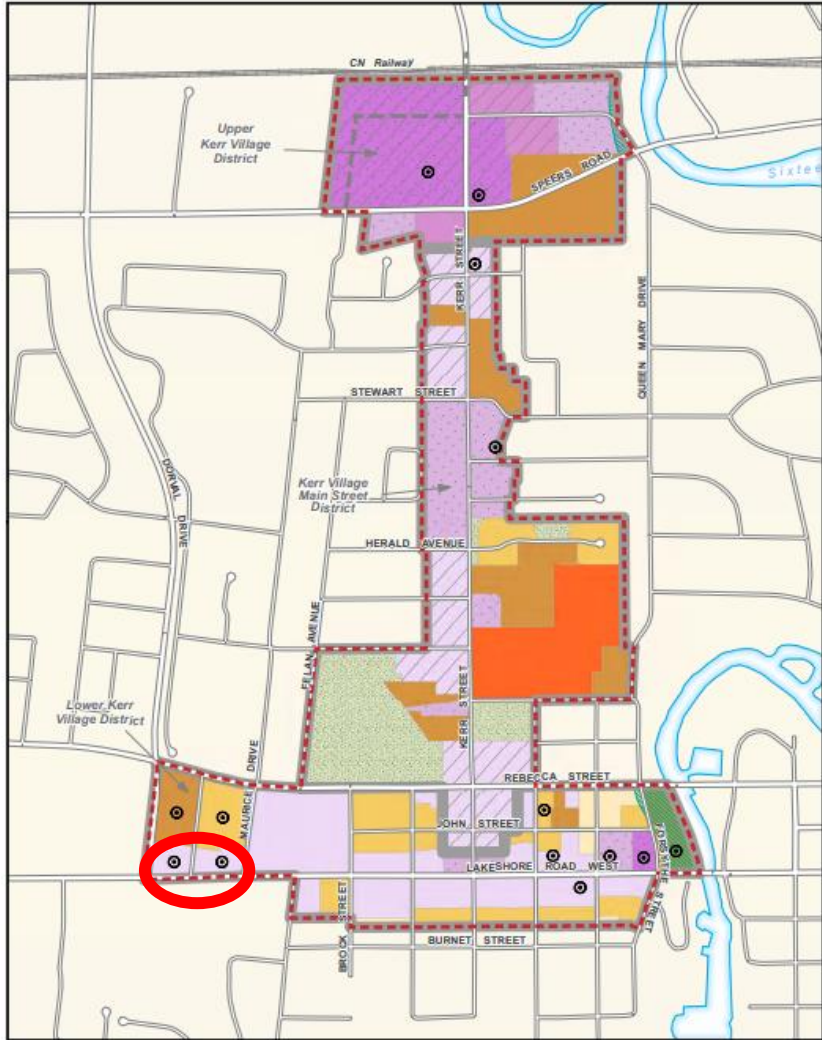 CN Railway
Upper
Kerr Village
District
SPEERS ROAD
Sixtee
KERR STREET
QUEEN MARY DRIVE
STEWART STREET
DORVAL DRIVE
Kerr Village
Main Street
District
HERALD AVENUE
FELAN AVENUE
KERR STREET
Lower Kerr
Village District
MAURICE DRIVE
REBECCA STREET
JOHN STREET
LAKESHORE ROAD WEST
FORSYTHE STREET
BROCK STREET
BURNET STREET